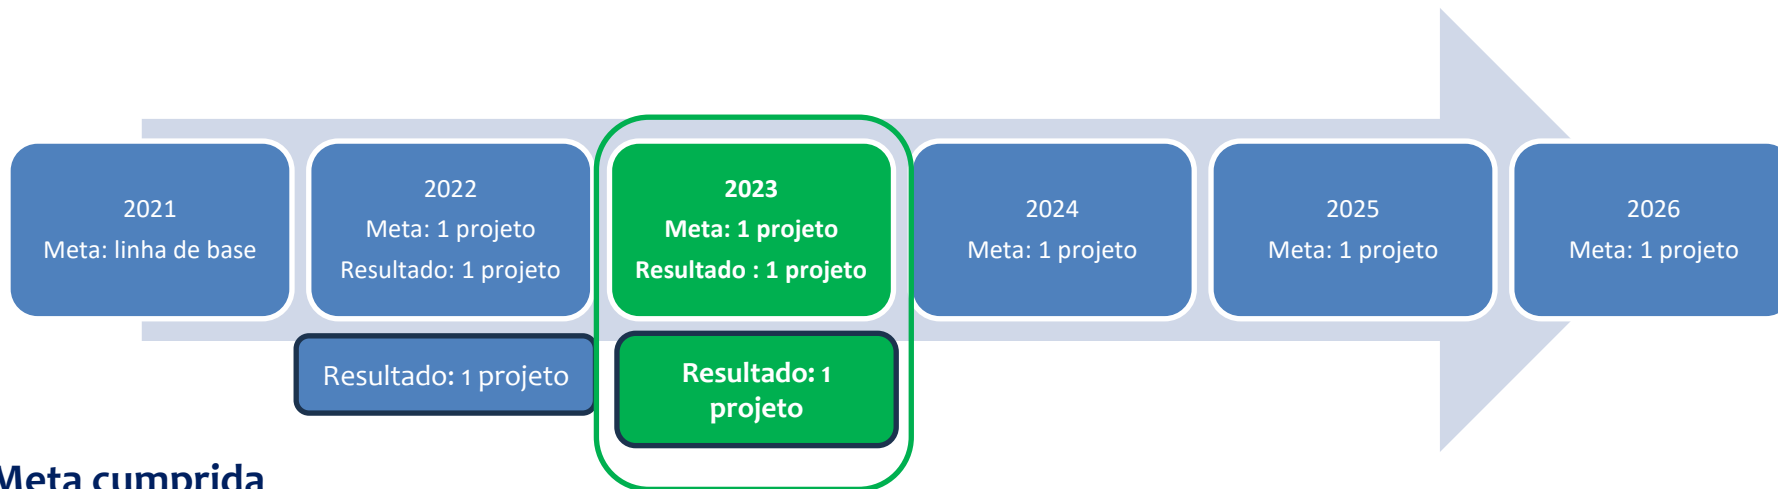 2021
Meta: linha de base
2022
Meta: 1 projeto
Resultado: 1 projeto
2023
Meta: 1 projeto
Resultado : 1 projeto
2024
Meta: 1 projeto
2025
Meta: 1 projeto
2026
Meta: 1 projeto
Resultado: 1 projeto
Resultado: 1
projeto
Meta cumprida